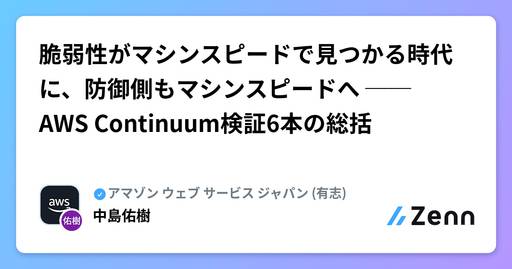 脆弱性がマシンスピードで見つかる時代
に、防御側もマシンスピードへ ──
AWS Continuum検証6本の総括
aws
佑樹
アマゾン ウェブ サービス ジャパン (有志)
中島佑樹
Zenn